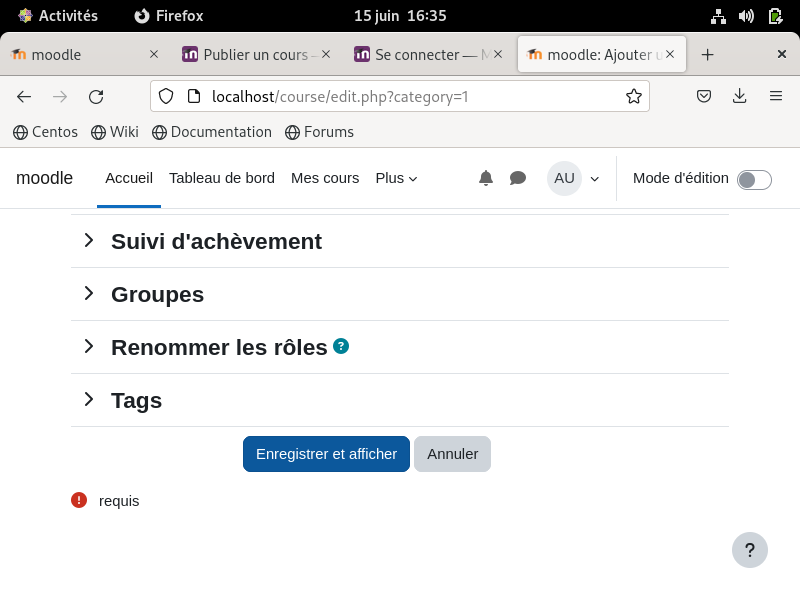 Activités
Firefox
15 juin 16:35
moodle
Publier un cours
Se connecter — M
moodle: Ajouter u
localhost/course/edit.php?category=1
Centos
Wiki
Documentation
Forums
moodle
Accueil
Tableau de bord
Mes cours
Plus
AU
Mode d'édition
Suivi d'achèvement
Groupes
Renommer les rôles ?
Tags
Enregistrer et afficher
Annuler
! requis
?